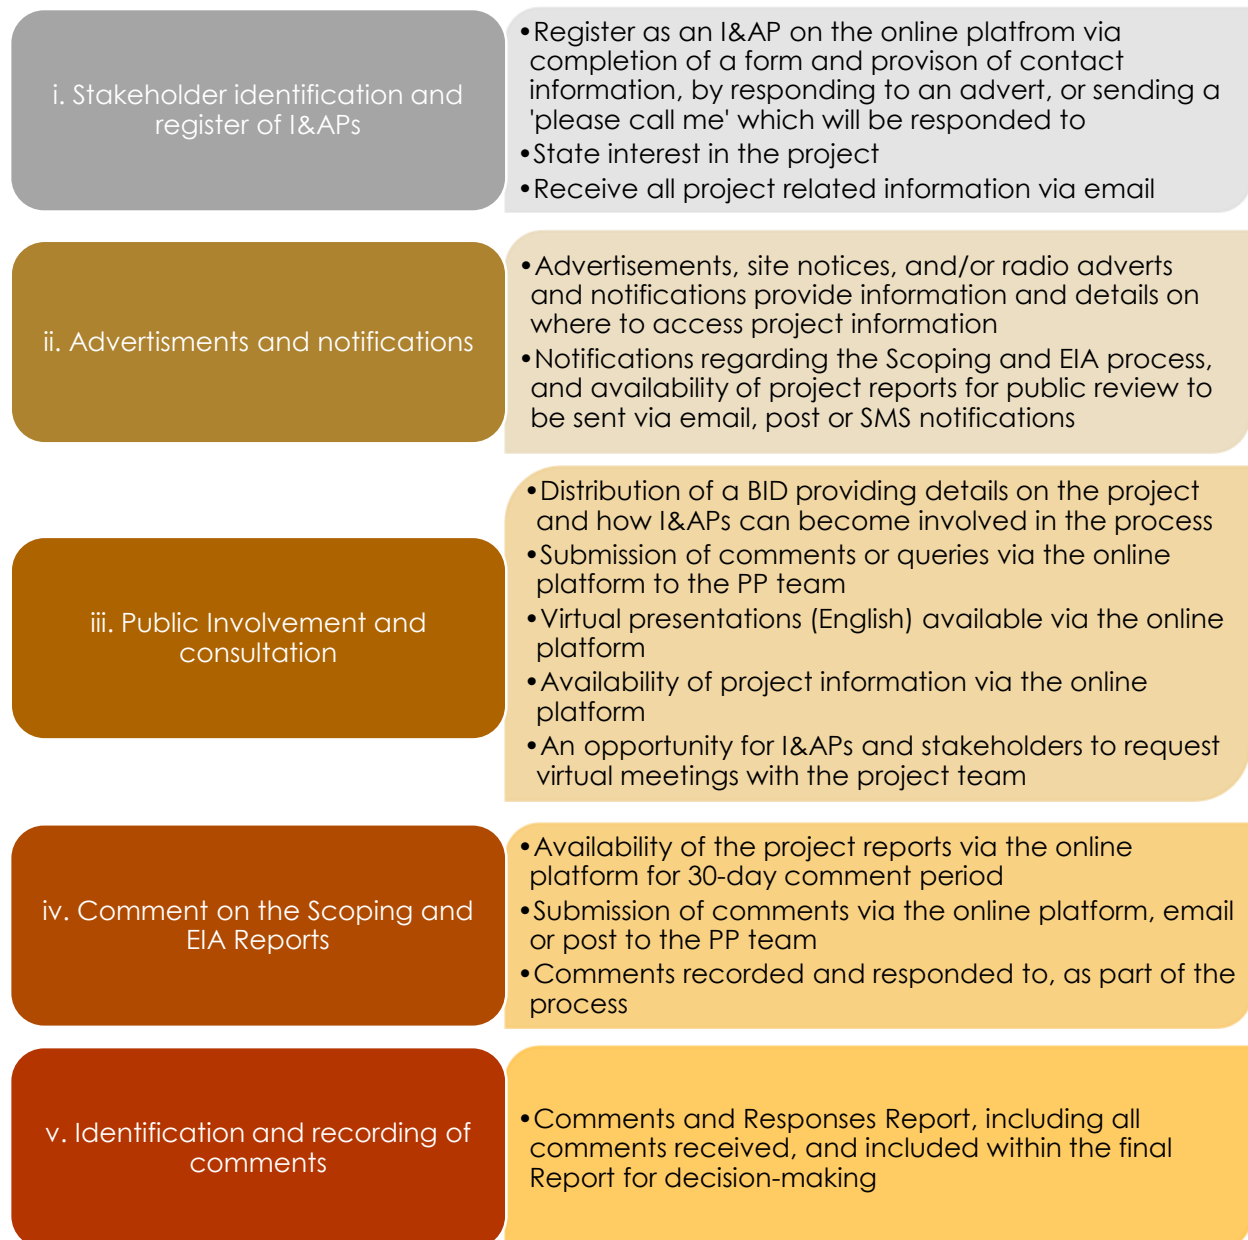 i. Stakeholder identification and
register of I&APs
•Register as an I&AP on the online platfrom via
completion of a form and provison of contact
information, by responding to an advert, or sending a
'please call me' which will be responded to
•State interest in the project
•Receive all project related information via email
ii. Advertisments and notifications
•Advertisements, site notices, and/or radio adverts
and notifications provide information and details on
where to access project information
•Notifications regarding the Scoping and EIA process,
and availability of project reports for public review to
be sent via email, post or SMS notifications
iii. Public Involvement and
consultation
•Distribution of a BID providing details on the project
and how I&APs can become involved in the process
•Submission of comments or queries via the online
platform to the PP team
•Virtual presentations (English) available via the online
platform
•Availability of project information via the online
platform
•An opportunity for I&APs and stakeholders to request
virtual meetings with the project team
iv. Comment on the Scoping and
EIA Reports
•Availability of the project reports via the online
platform for 30-day comment period
•Submission of comments via the online platform, email
or post to the PP team
•Comments recorded and responded to, as part of the
process
v. Identification and recording of
comments
•Comments and Responses Report, including all
comments received, and included within the final
Report for decision-making